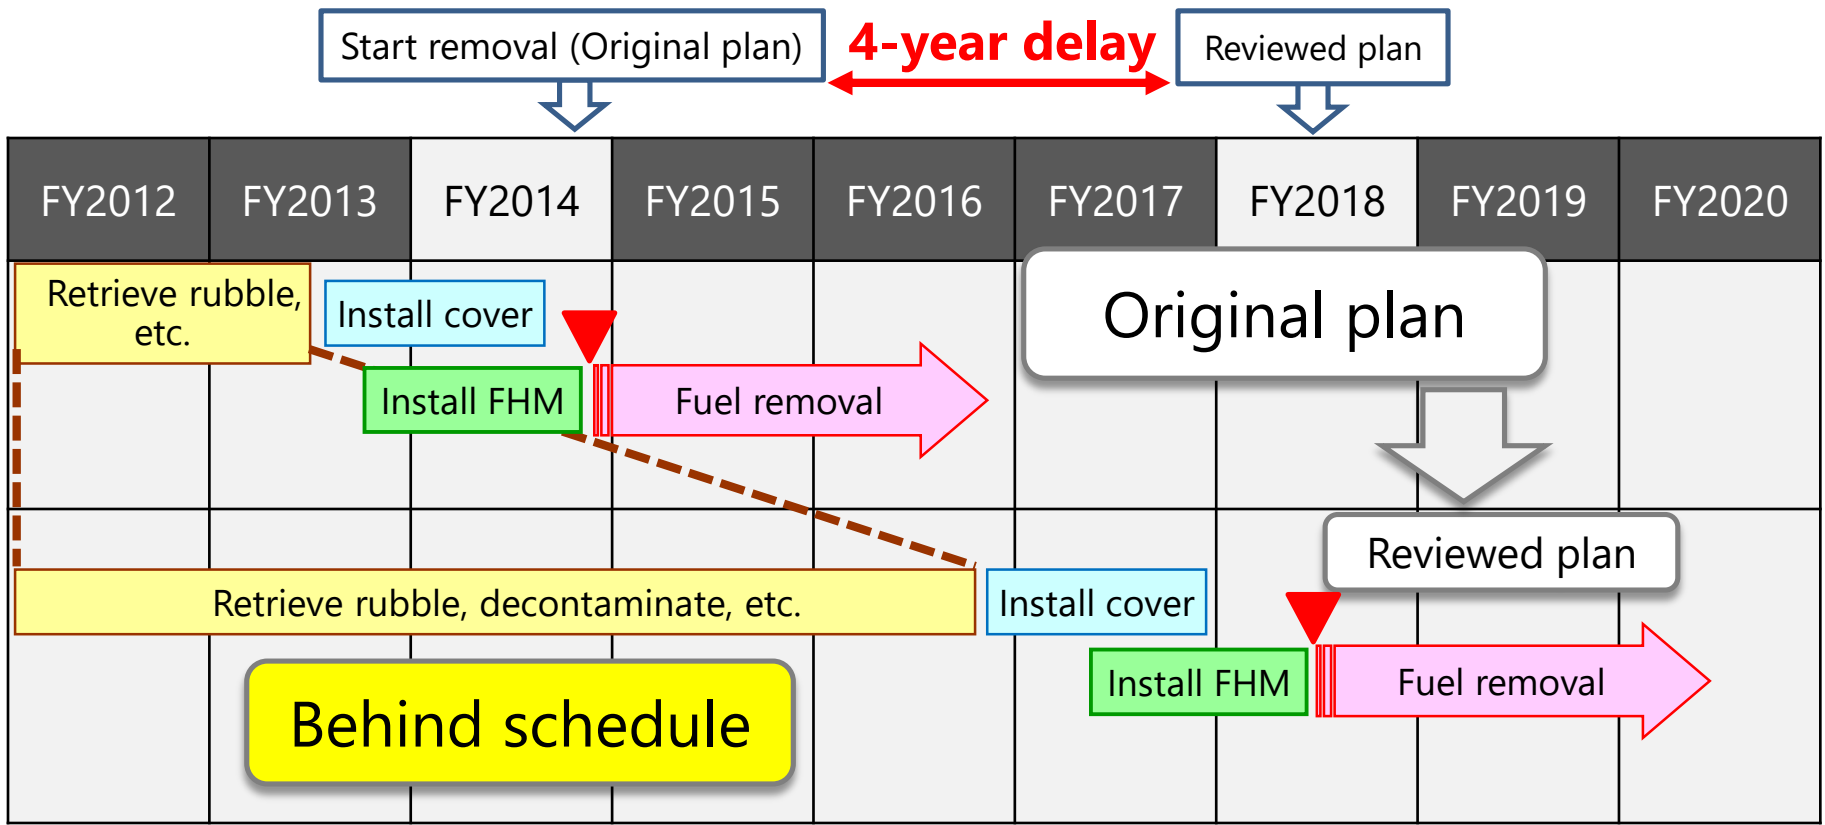 Start removal (Original plan)
4-year delay
Reviewed plan
FY2012
FY2013
FY2014
FY2015
FY2016
FY2017
FY2018
FY2019
FY2020
Retrieve rubble,
etc.
Install cover
Original plan
Install FHM
Fuel removal
Reviewed plan
Retrieve rubble, decontaminate, etc.
Install cover
Install FHM
Fuel removal
Behind schedule